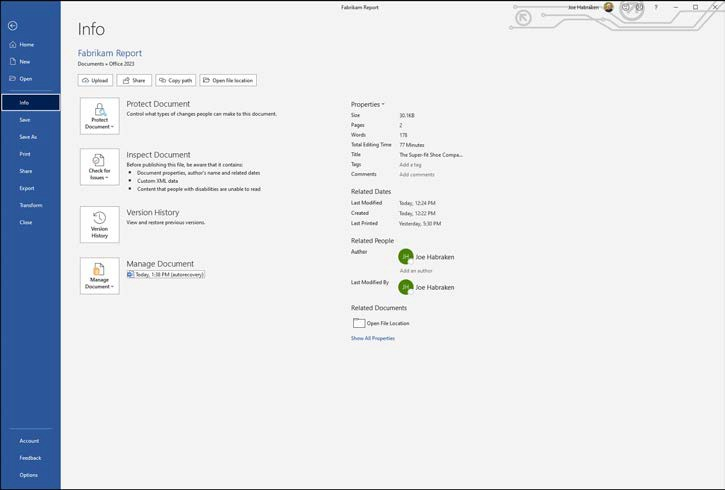 Fabrikam Report
Joe Habraken
?
Home
New
Open
Info
Save
Save As
Print
Share
Export
Transform
Close
Account
Feedback
Options
Info
Fabrikam Report
Documents » Office 2023
Upload
Share
Copy path
Open file location
Protect Document
Protect Document
Control what types of changes people can make to this document.
Check for Issues
Inspect Document
Before publishing this file, be aware that it contains:
Document properties, author's name and related dates
Custom XML data
Content that people with disabilities are unable to read
Version History
Version History
View and restore previous versions.
Manage Document
Manage Document
Today, 1:38 PM (autorecovery)
Properties
Size 30.1KB
Pages 2
Words 178
Total Editing Time 77 Minutes
Title The Super-Fit Shoe Compa...
Tags Add a tag
Comments Add comments
Related Dates
Last Modified Today, 12:24 PM
Created Today, 12:22 PM
Last Printed Yesterday, 5:30 PM
Related People
Author JH Joe Habraken
Add an author
Last Modified By JH Joe Habraken
Related Documents
Open File Location
Show All Properties